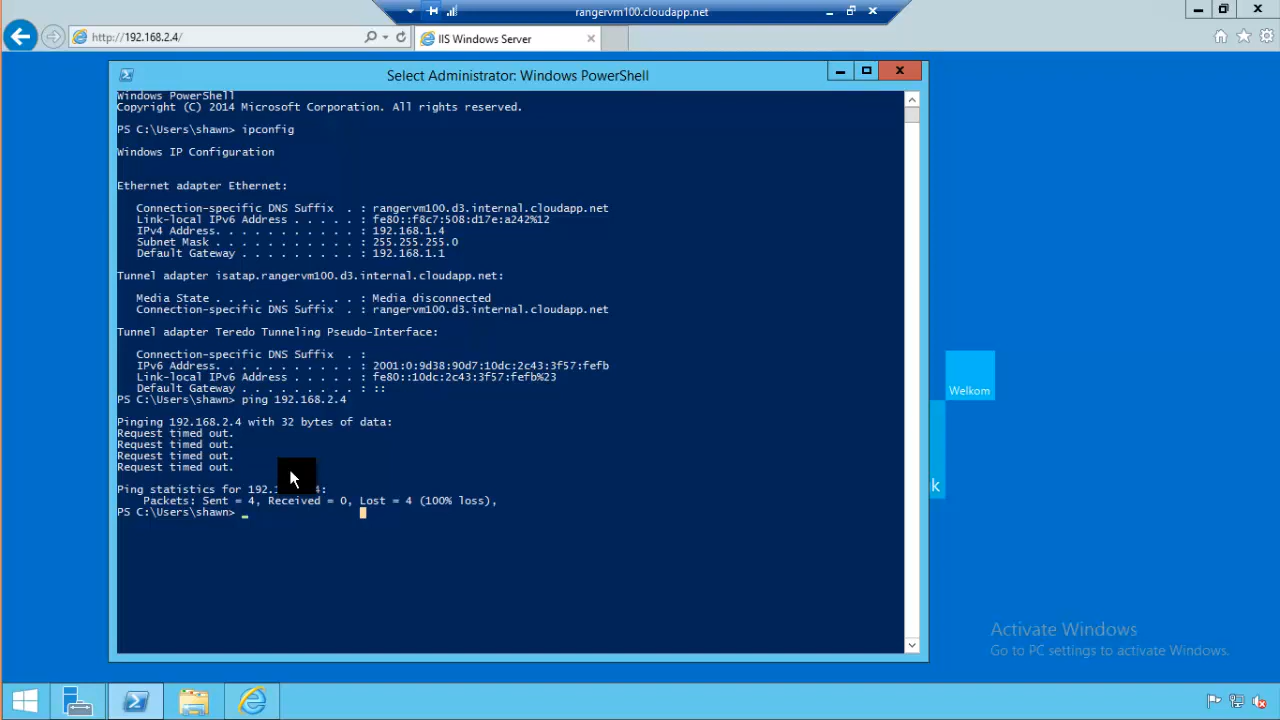 rangervm100.cloudapp.net
http://192.168.2.4/
IIS Windows Server
Select Administrator: Windows PowerShell
Windows PowerShell
Copyright (C) 2014 Microsoft Corporation. All rights reserved.
PS C:\Users\shawn> ipconfig
Windows IP Configuration
Ethernet adapter Ethernet:
Connection-specific DNS Suffix . : rangervm100.d3.internal.cloudapp.net
Link-local IPv6 Address . . . . . : fe80::f8c7:508:d17e:a242%12
IPv4 Address. . . . . . . . . . . : 192.168.1.4
Subnet Mask . . . . . . . . . . . : 255.255.255.0
Default Gateway . . . . . . . . . : 192.168.1.1
Tunnel adapter isatap.rangervm100.d3.internal.cloudapp.net:
Media State . . . . . . . . . . . : Media disconnected
Connection-specific DNS Suffix . : rangervm100.d3.internal.cloudapp.net
Tunnel adapter Teredo Tunneling Pseudo-Interface:
Connection-specific DNS Suffix . :
IPv6 Address. . . . . . . . . . . : 2001:0:9d38:90d7:10dc:2c43:3f57:fefb
Link-local IPv6 Address . . . . . : fe80::10dc:2c43:3f57:fefb%23
Default Gateway . . . . . . . . . : ::
PS C:\Users\shawn> ping 192.168.2.4
Pinging 192.168.2.4 with 32 bytes of data:
Request timed out.
Request timed out.
Request timed out.
Request timed out.
Ping statistics for 192. 4:
Packets: Sent = 4, Received = 0, Lost = 4 (100% loss),
PS C:\Users\shawn> _
Welkom
k
Activate Windows
Go to PC settings to activate Windows.